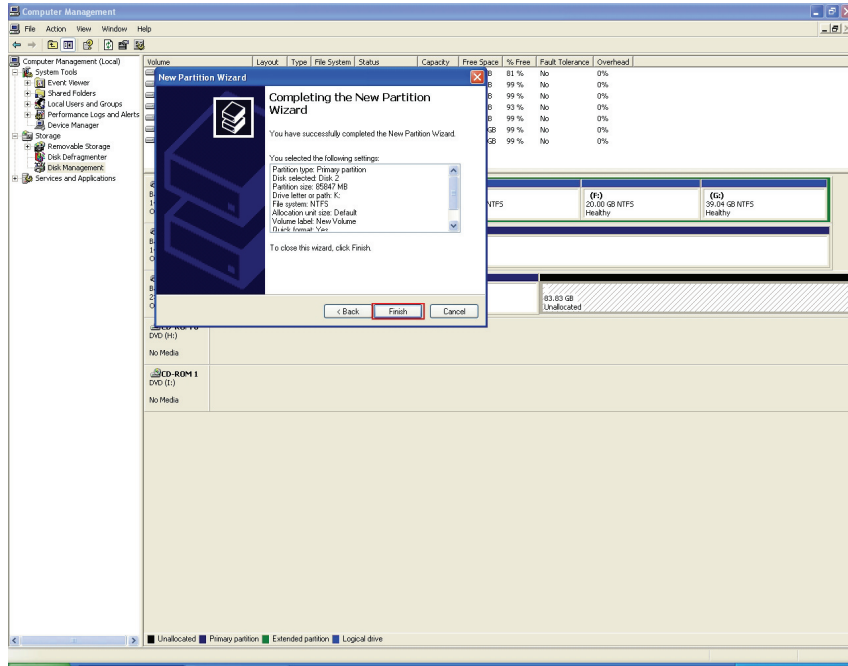 Computer Management
File Action View Window Help
Computer Management (Local)
System Tools
Event Viewer
Shared Folders
Local Users and Groups
Performance Logs and Alerts
Device Manager
Storage
Removable Storage
Disk Defragmenter
Disk Management
Services and Applications
Volume Layout Type File System Status Capacity Free Space % Free Fault Tolerance Overhead
B 81 % No 0%
B 99 % No 0%
B 99 % No 0%
B 93 % No 0%
B 99 % No 0%
GB 99 % No 0%
GB 99 % No 0%
New Partition Wizard
Completing the New Partition
Wizard
You have successfully completed the New Partition Wizard.
You selected the following settings:
Partition type: Primary partition
Disk selected: Disk 2
Partition size: 85847 MB
Drive letter or path: K:
File system: NTFS
Allocation unit size: Default
Volume label: New Volume
Quick format: Yes
To close this wizard, click Finish.
< Back Finish Cancel
NTFS
(F:)
20.00 GB NTFS
Healthy
(G:)
39.04 GB NTFS
Healthy
83.83 GB
Unallocated
DVD (H:)
No Media
CD-ROM 1
DVD (I:)
No Media
Unallocated Primary partition Extended partition Logical drive